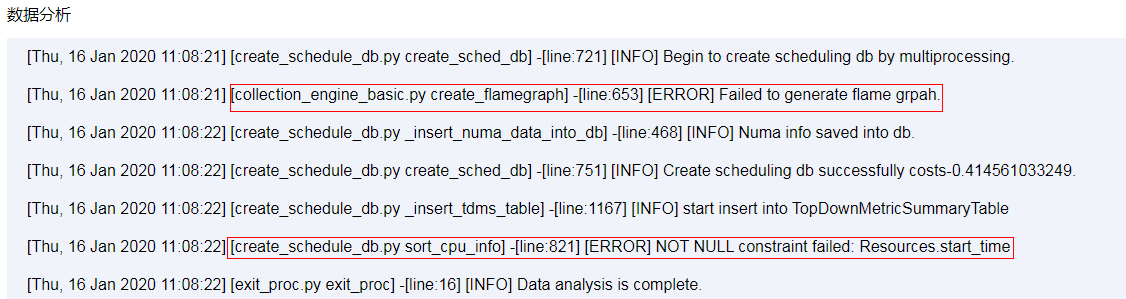 数据分析
[Thu, 16 Jan 2020 11:08:21] [create_schedule_db.py create_sched_db] -[line:721] [INFO] Begin to create scheduling db by multiprocessing.
[Thu, 16 Jan 2020 11:08:21] [collection_engine_basic.py create_flamegraph] -[line:653] [ERROR] Failed to generate flame grpah.
[Thu, 16 Jan 2020 11:08:22] [create_schedule_db.py _insert_numa_data_into_db] -[line:468] [INFO] Numa info saved into db.
[Thu, 16 Jan 2020 11:08:22] [create_schedule_db.py create_sched_db] -[line:751] [INFO] Create scheduling db successfully costs-0.414561033249.
[Thu, 16 Jan 2020 11:08:22] [create_schedule_db.py _insert_tdms_table] -[line:1167] [INFO] start insert into TopDownMetricSummaryTable
[Thu, 16 Jan 2020 11:08:22] [create_schedule_db.py sort_cpu_info] -[line:821] [ERROR] NOT NULL constraint failed: Resources.start_time
[Thu, 16 Jan 2020 11:08:22] [exit_proc.py exit_proc] -[line:16] [INFO] Data analysis is complete.